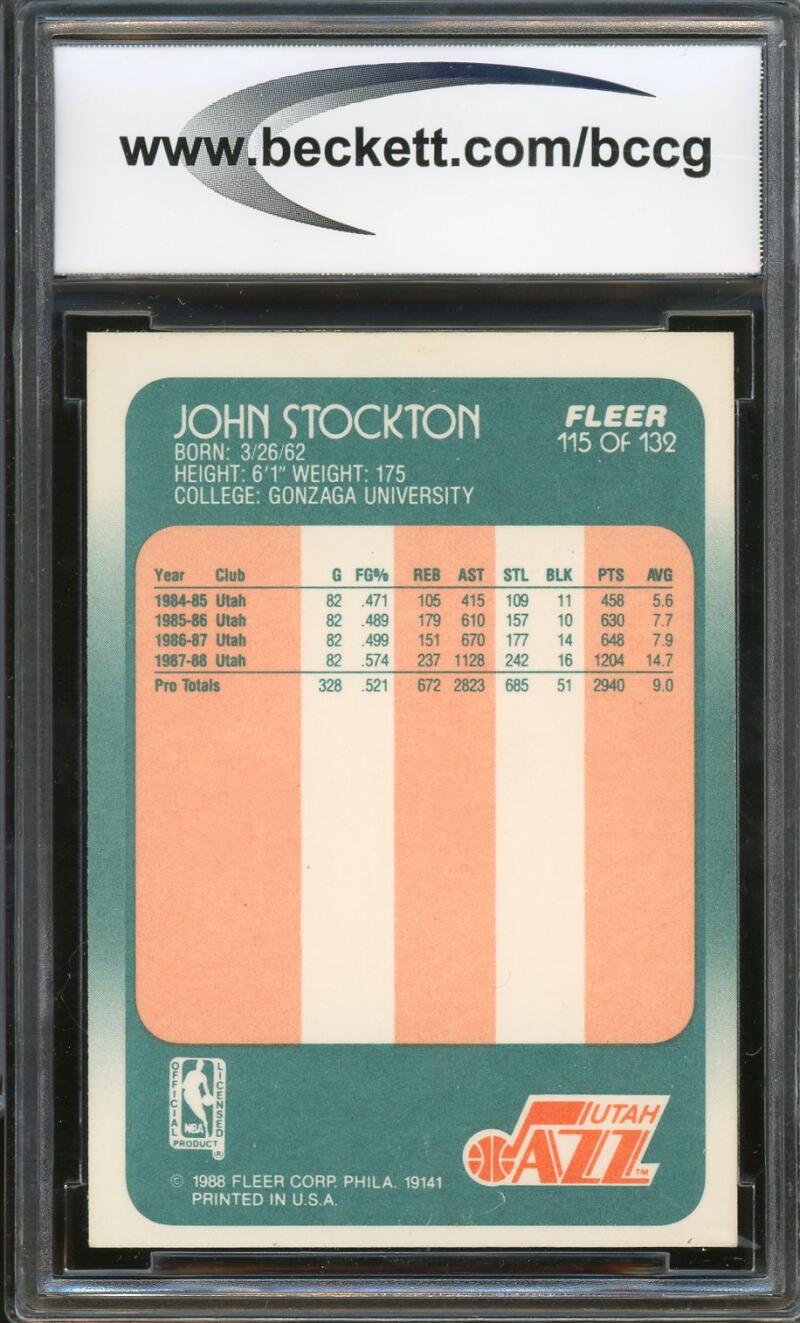 www.beckett.com/bccg
JOHN STOCKTON
BORN: 3/26/62
HEIGHT: 6'1" WEIGHT: 175
COLLEGE: GONZAGA UNIVERSITY
FLEER
115 OF 132
Year Club G FG% REB AST STL BLK PTS AVG
1984-85 Utah 82 .471 105 415 109 11 458 5.6
1985-86 Utah 82 .489 179 610 157 10 630 7.7
1986-87 Utah 82 .499 151 670 177 14 648 7.9
1987-88 Utah 82 .574 237 1128 242 16 1204 14.7
Pro Totals 328 .521 672 2823 685 51 2940 9.0
OFFICIAL LICENSED
NBA
PRODUCT ®
UTAH
JAZZ ™
© 1988 FLEER CORP. PHILA. 19141
PRINTED IN U.S.A.